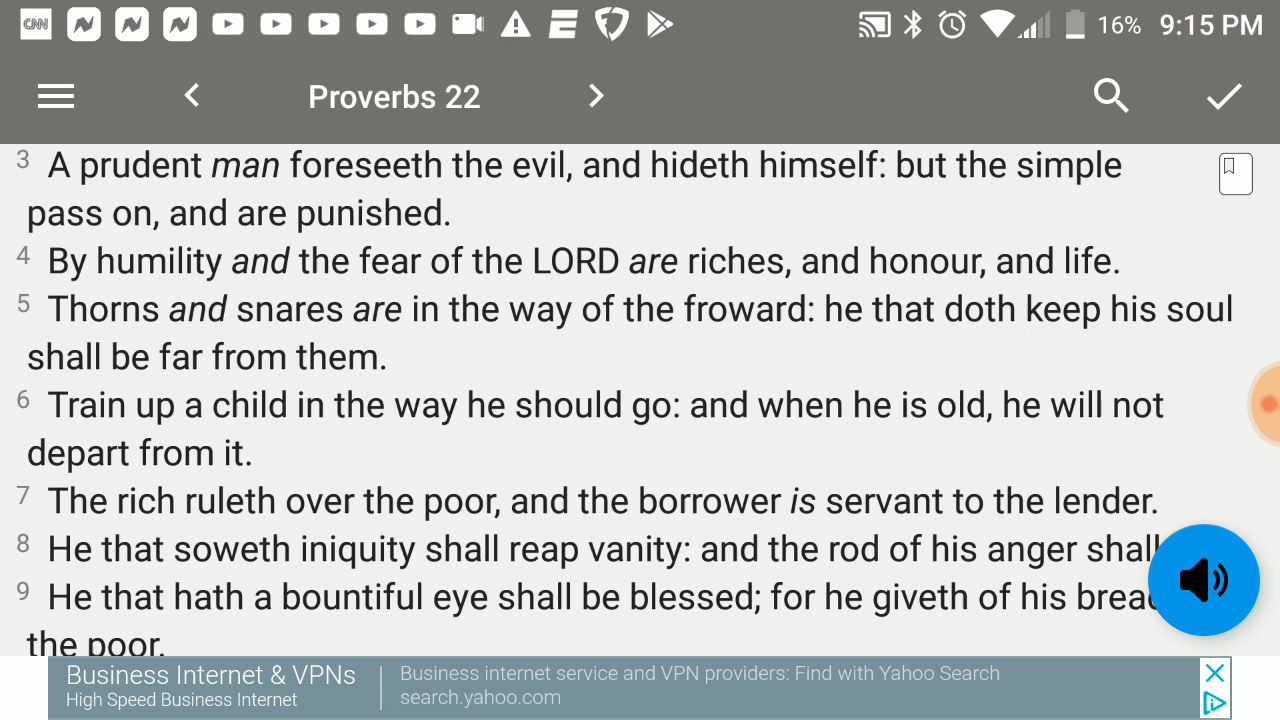 CNN
16% 9:15 PM
Proverbs 22
3 A prudent man foreseeth the evil, and hideth himself: but the simple
pass on, and are punished.
4 By humility and the fear of the LORD are riches, and honour, and life.
5 Thorns and snares are in the way of the froward: he that doth keep his soul
shall be far from them.
6 Train up a child in the way he should go: and when he is old, he will not
depart from it.
7 The rich ruleth over the poor, and the borrower is servant to the lender.
8 He that soweth iniquity shall reap vanity: and the rod of his anger shall
9 He that hath a bountiful eye shall be blessed; for he giveth of his
the poor.
Business Internet & VPNs
High Speed Business Internet
Business internet service and VPN providers: Find with Yahoo Search
search.yahoo.com